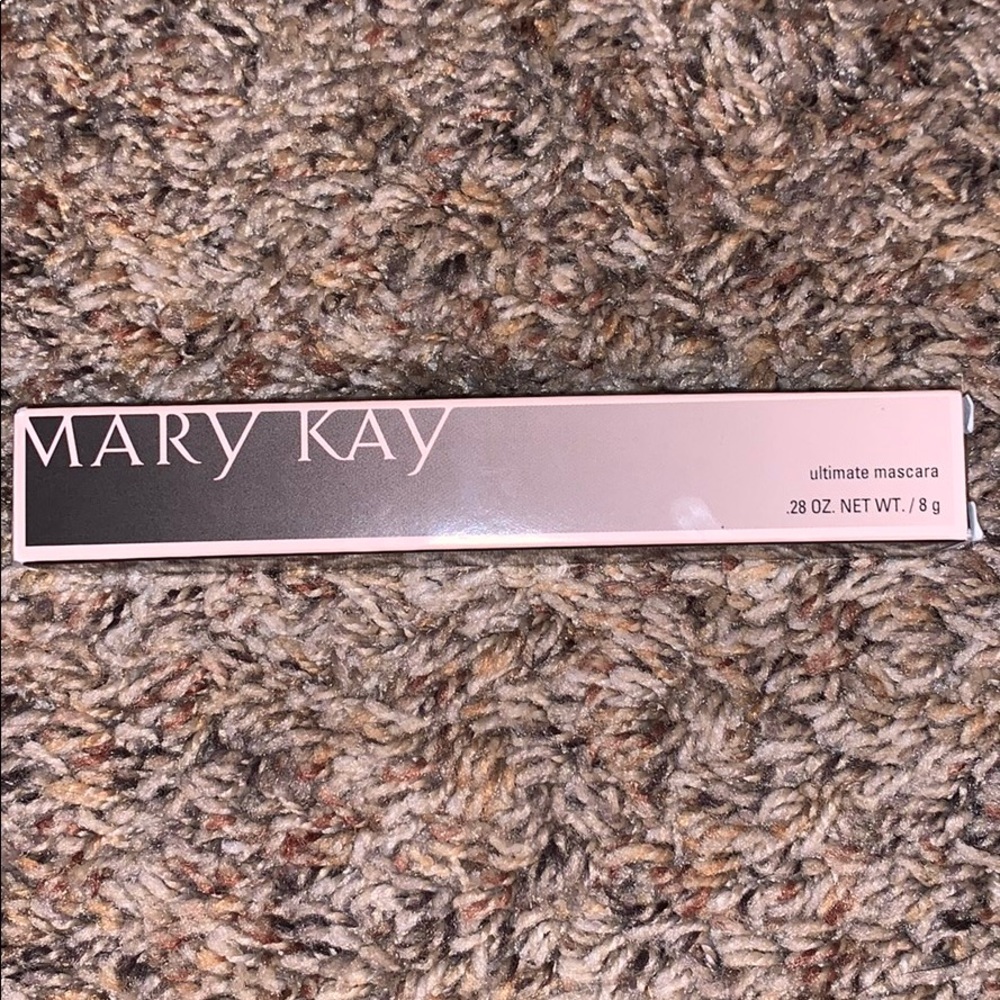 MARY KAY
ultimate mascara
.28 OZ. NET WT. / 8 g